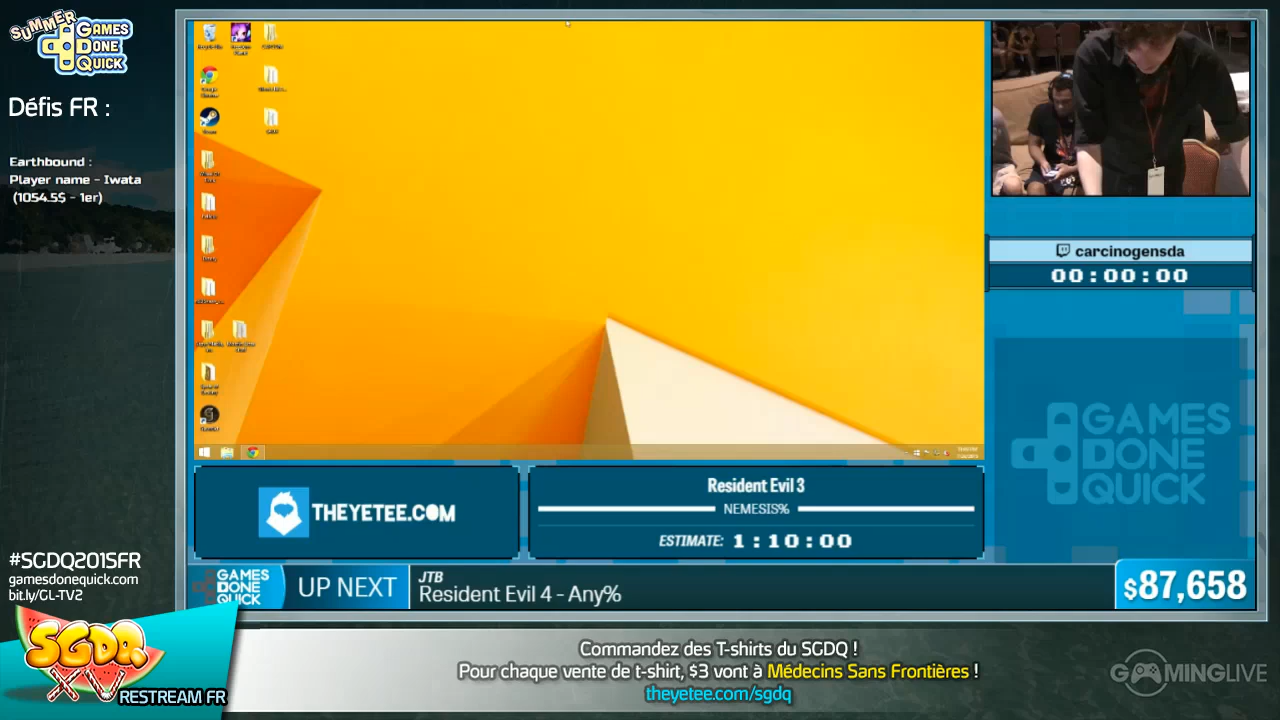 SUMMER
GAMES
DONE
QUICK
Défis FR :
Earthbound :
Player name - Iwata
(1054.5$ - 1er)
carcinogensda
00:00:00
GAMES
DONE
QUICK
THEYETEE.COM
Resident Evil 3
NEMESIS%
ESTIMATE: 1:10:00
#SGDQ2015FR
gamesdonequick.com
bit.ly/GL-TV2
GAMES
DONE
QUICK
UP NEXT
JTB
Resident Evil 4 - Any%
$87,658
SGDQ
XV
RESTREAM FR
Commandez des T-shirts du SGDQ !
Pour chaque vente de t-shirt, $3 vont à Médecins Sans Frontières !
theyetee.com/sgdq
GAMINGLIVE